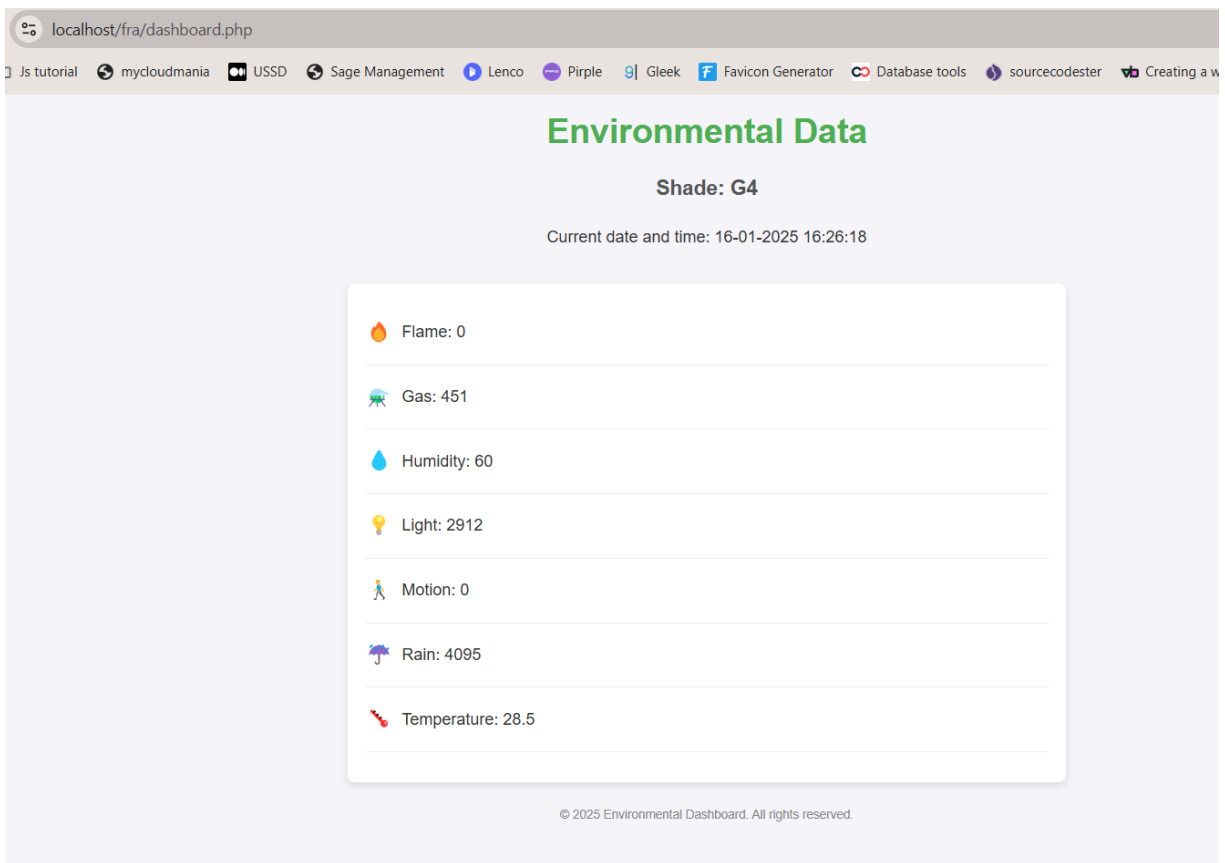 localhost/fra/dashboard.php
Js tutorial mycloudmania USSD Sage Management Lenco Pirple Gleek Favicon Generator Database tools sourcecodester Creating a w
Environmental Data
Shade: G4
Current date and time: 16-01-2025 16:26:18
Flame: 0
Gas: 451
Humidity: 60
Light: 2912
Motion: 0
Rain: 4095
Temperature: 28.5
© 2025 Environmental Dashboard. All rights reserved.